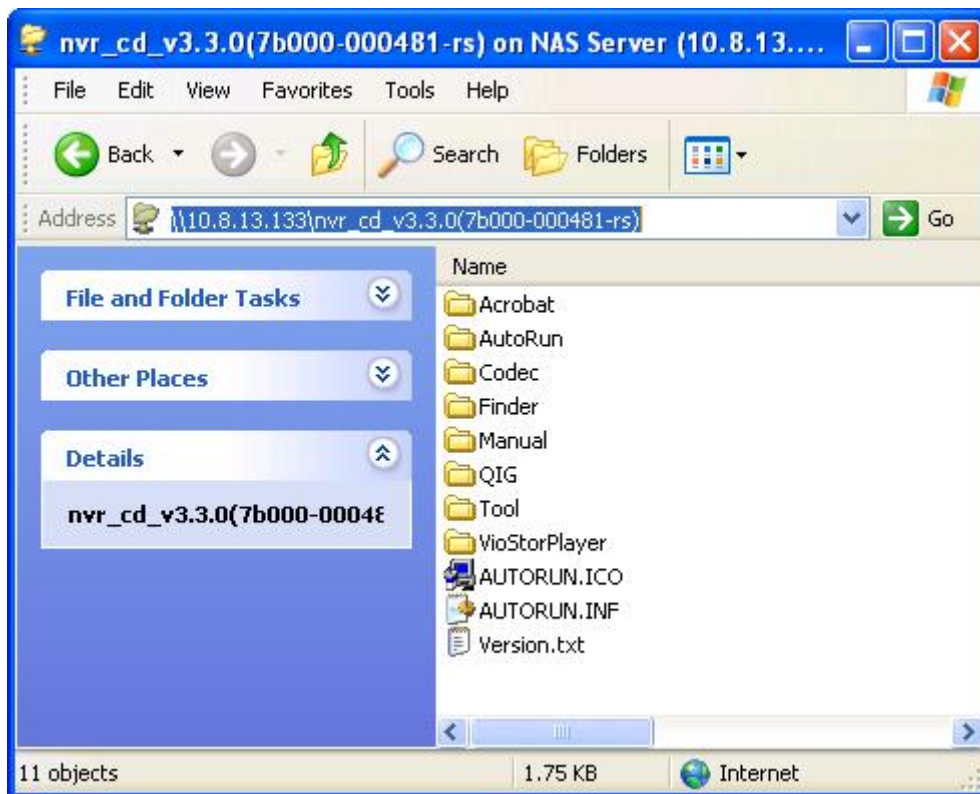 nvr_cd_v3.3.0(7b000-000481-rs) on NAS Server (10.8.13....
File Edit View Favorites Tools Help
Back Search Folders
Address \\10.8.13.133\nvr_cd_v3.3.0(7b000-000481-rs) Go
Name
File and Folder Tasks
Other Places
Details
nvr_cd_v3.3.0(7b000-00048
Acrobat
AutoRun
Codec
Finder
Manual
QIG
Tool
VioStorPlayer
AUTORUN.ICO
AUTORUN.INF
Version.txt
11 objects 1.75 KB Internet